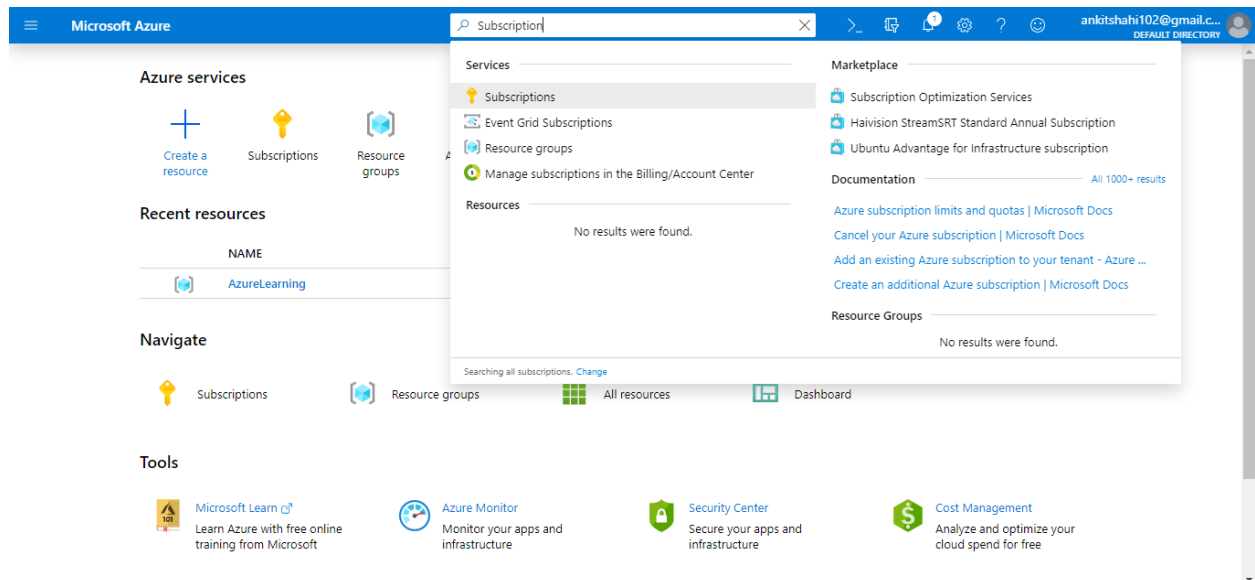 Microsoft Azure
Subscription
1
ankitshahi102@gmail.c...
DEFAULT DIRECTORY
Services
Subscriptions
Event Grid Subscriptions
Resource groups
Manage subscriptions in the Billing/Account Center
Resources
No results were found.
Marketplace
Subscription Optimization Services
Haivision StreamSRT Standard Annual Subscription
Ubuntu Advantage for Infrastructure subscription
Documentation
All 1000+ results
Azure subscription limits and quotas | Microsoft Docs
Cancel your Azure subscription | Microsoft Docs
Add an existing Azure subscription to your tenant - Azure ...
Create an additional Azure subscription | Microsoft Docs
Resource Groups
No results were found.
Searching all subscriptions. Change
Azure services
Create a
resource
Subscriptions
Resource
groups
Recent resources
NAME
AzureLearning
Navigate
Subscriptions
Resource groups
All resources
Dashboard
Tools
101
Microsoft Learn
Learn Azure with free online
training from Microsoft
Azure Monitor
Monitor your apps and
infrastructure
Security Center
Secure your apps and
infrastructure
Cost Management
Analyze and optimize your
cloud spend for free